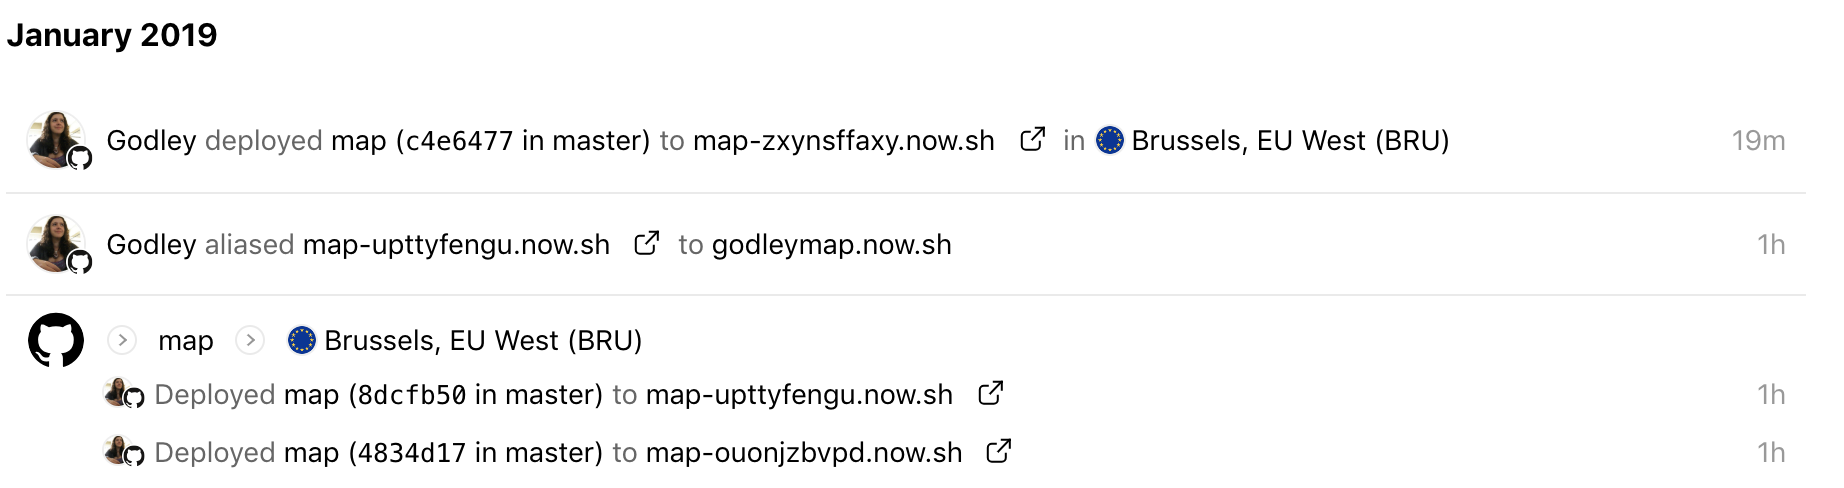 January 2019
Godley deployed map (c4e6477 in master) to map-zxynsffaxy.now.sh in Brussels, EU West (BRU) 19m
Godley aliased map-upttyfengu.now.sh to godleymap.now.sh 1h
map Brussels, EU West (BRU)
Deployed map (8dcfb50 in master) to map-upttyfengu.now.sh 1h
Deployed map (4834d17 in master) to map-ouonjzbvpd.now.sh 1h